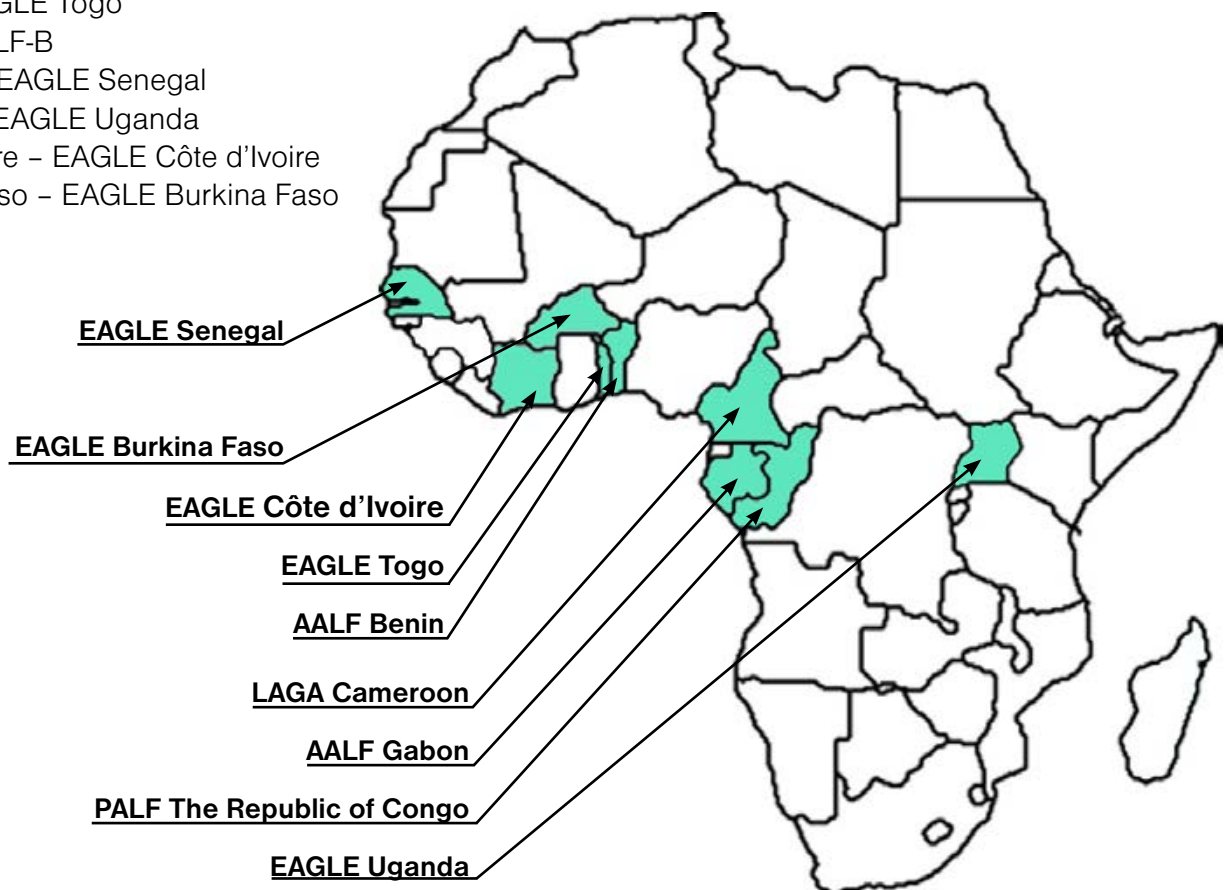 GLE Togo
LF-B
EAGLE Senegal
EAGLE Uganda
re – EAGLE Côte d’Ivoire
so – EAGLE Burkina Faso
EAGLE Senegal
EAGLE Burkina Faso
EAGLE Côte d’Ivoire
EAGLE Togo
AALF Benin
LAGA Cameroon
AALF Gabon
PALF The Republic of Congo
EAGLE Uganda